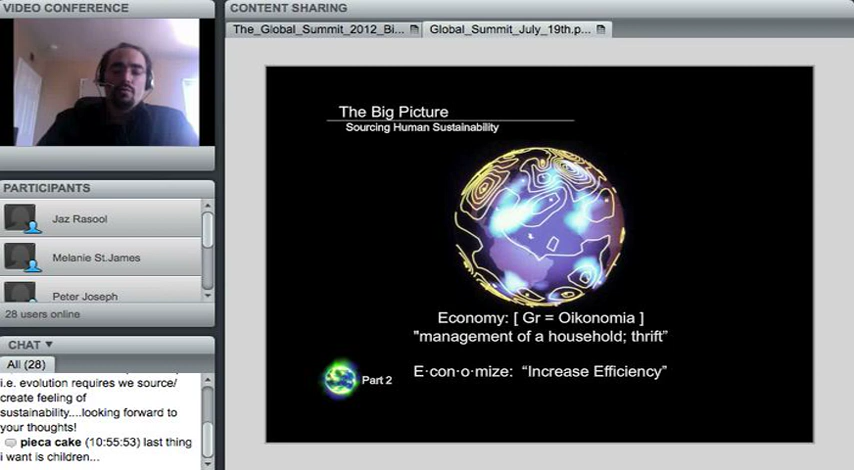 VIDEO CONFERENCE
PARTICIPANTS
Jaz Rasool
Melanie St.James
Peter Joseph
28 users online
CHAT
All (28)
i.e. evolution requires we source/
create feeling of
sustainability....looking forward to
your thoughts!
pieca cake (10:55:53) last thing
i want is children...
CONTENT SHARING
The_Global_Summit_2012_Bi...
Global_Summit_July_19th.p...
The Big Picture
Sourcing Human Sustainability
Economy: [ Gr = Oikonomia ]
"management of a household; thrift”
E·con·o·mize: “Increase Efficiency”
Part 2